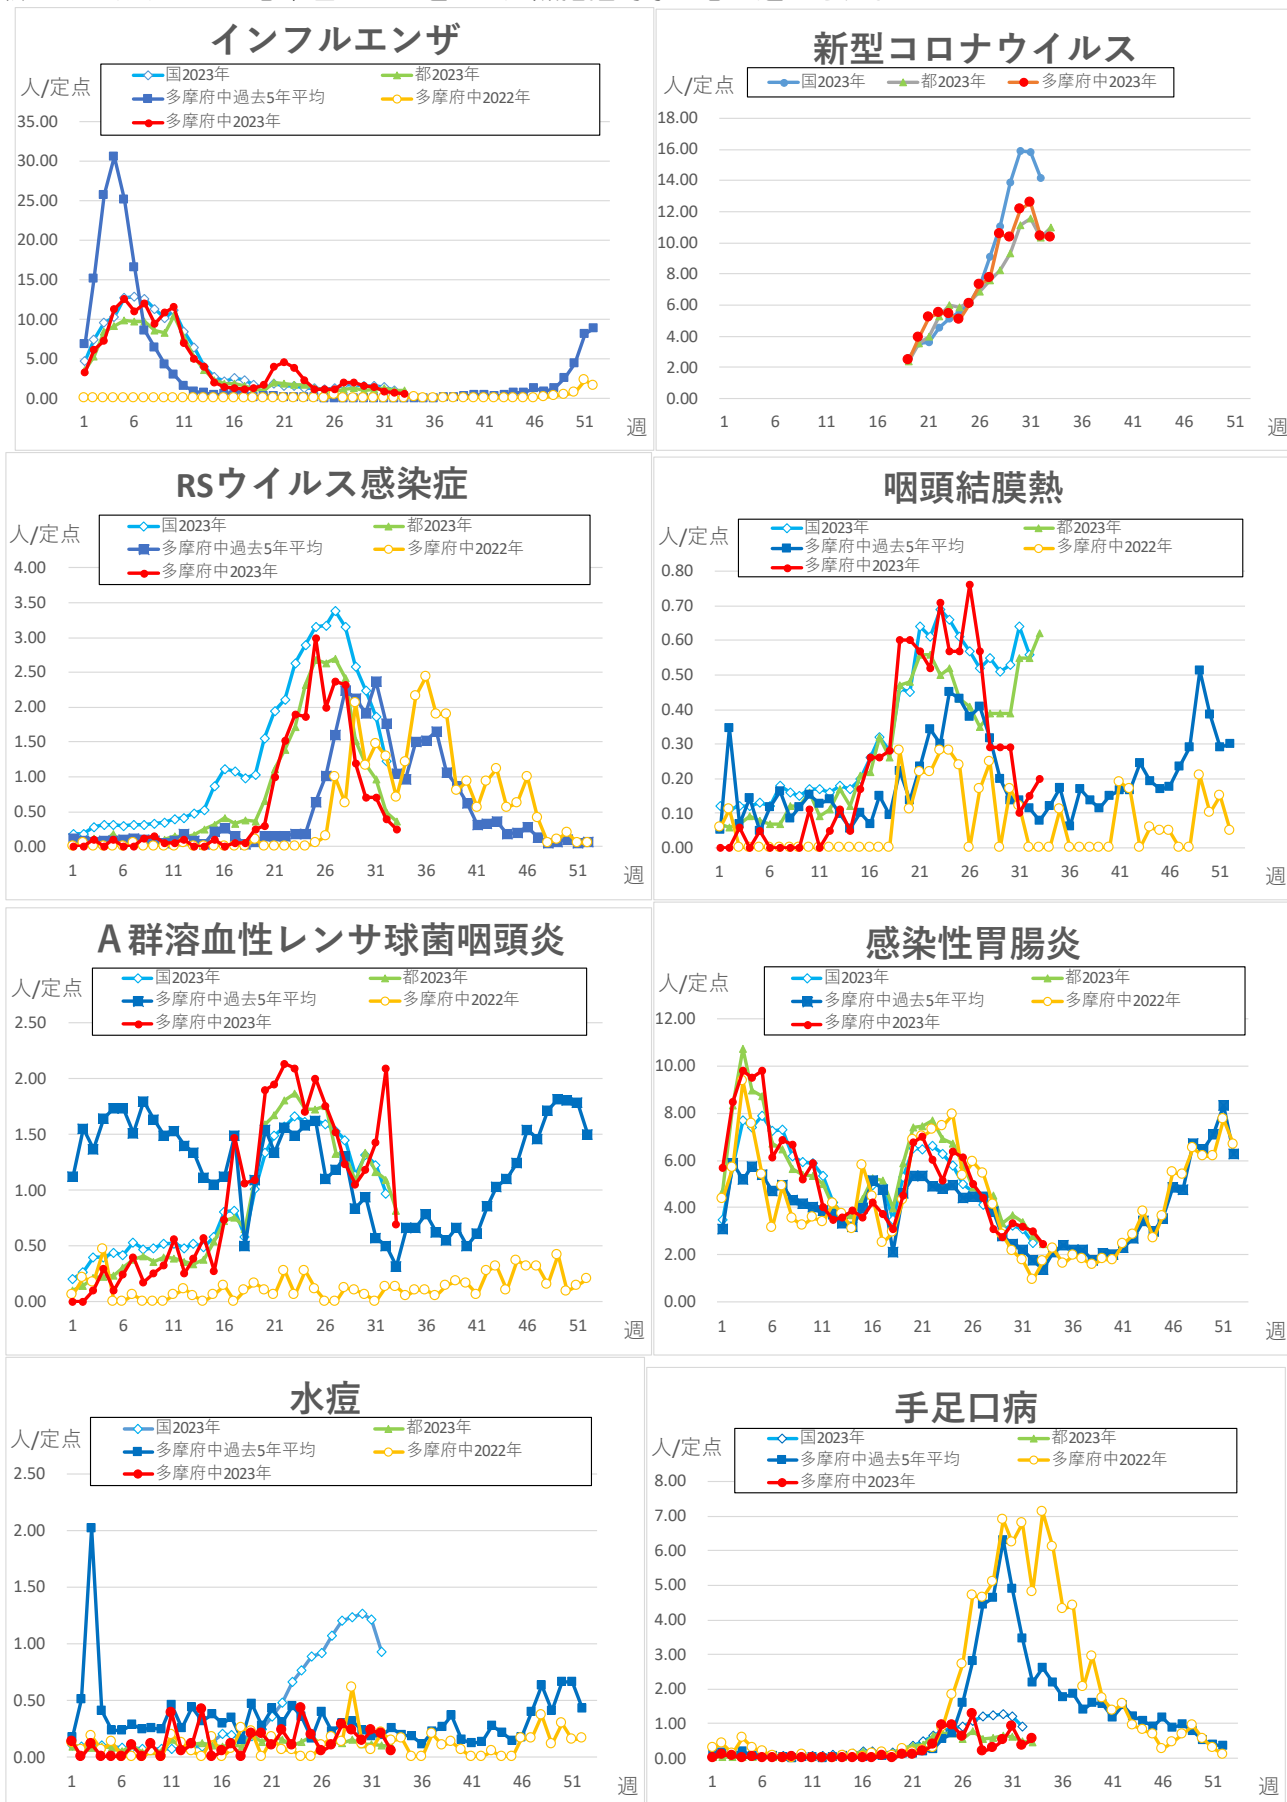 インフルエンザ
国2023年
都2023年
多摩府中過去5年平均
多摩府中2022年
多摩府中2023年
人/定点
35.00
30.00
25.00
20.00
15.00
10.00
5.00
0.00
1 6 11 16 21 26 31 36 41 46 51
週
新型コロナウイルス
国2023年
都2023年
多摩府中2023年
人/定点
18.00
16.00
14.00
12.00
10.00
8.00
6.00
4.00
2.00
0.00
1 6 11 16 21 26 31 36 41 46 51
週
RSウイルス感染症
国2023年
都2023年
多摩府中過去5年平均
多摩府中2022年
多摩府中2023年
人/定点
4.00
3.50
3.00
2.50
2.00
1.50
1.00
0.50
0.00
1 6 11 16 21 26 31 36 41 46 51
週
咽頭結膜熱
国2023年
都2023年
多摩府中過去5年平均
多摩府中2022年
多摩府中2023年
人/定点
0.80
0.70
0.60
0.50
0.40
0.30
0.20
0.10
0.00
1 6 11 16 21 26 31 36 41 46 51
週
A群溶血性レンサ球菌咽頭炎
国2023年
都2023年
多摩府中過去5年平均
多摩府中2022年
多摩府中2023年
人/定点
2.50
2.00
1.50
1.00
0.50
0.00
1 6 11 16 21 26 31 36 41 46 51
週
感染性胃腸炎
国2023年
都2023年
多摩府中過去5年平均
多摩府中2022年
多摩府中2023年
人/定点
12.00
10.00
8.00
6.00
4.00
2.00
0.00
1 6 11 16 21 26 31 36 41 46 51
週
水痘
国2023年
都2023年
多摩府中過去5年平均
多摩府中2022年
多摩府中2023年
人/定点
2.50
2.00
1.50
1.00
0.50
0.00
1 6 11 16 21 26 31 36 41 46 51
週
手足口病
国2023年
都2023年
多摩府中過去5年平均
多摩府中2022年
多摩府中2023年
人/定点
8.00
7.00
6.00
5.00
4.00
3.00
2.00
1.00
0.00
1 6 11 16 21 26 31 36 41 46 51
週